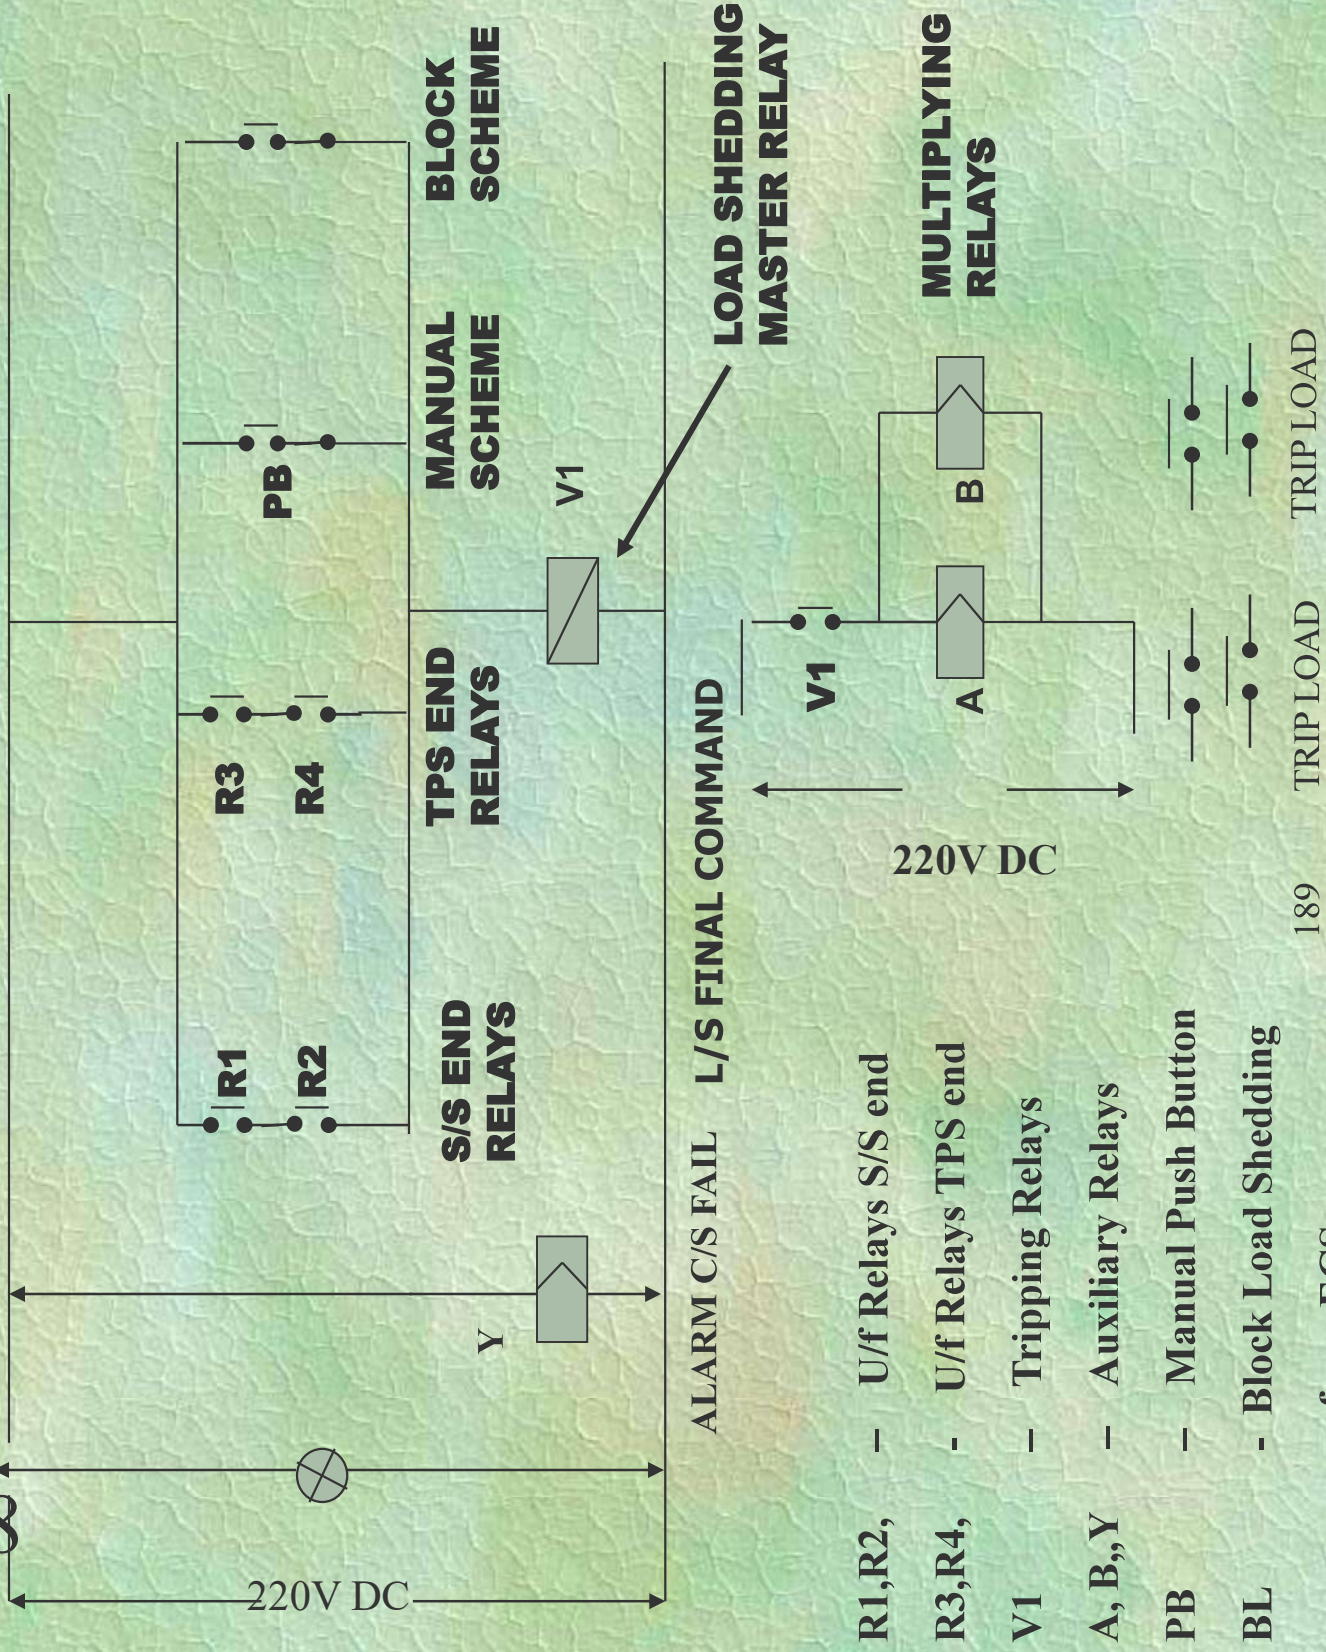 220V DC
Y
R1
R2
S/S END
RELAYS
R3
R4
TPS END
RELAYS
PB
MANUAL
SCHEME
BLOCK
SCHEME
V1
LOAD SHEDDING
MASTER RELAY
ALARM C/S FAIL
L/S FINAL COMMAND
220V DC
V1
A
B
MULTIPLYING
RELAYS
R1,R2, – U/f Relays S/S end
R3,R4, - U/f Relays TPS end
V1 – Tripping Relays
A, B,,Y – Auxiliary Relays
PB – Manual Push Button
BL - Block Load Shedding
189
TRIP LOAD
TRIP LOAD